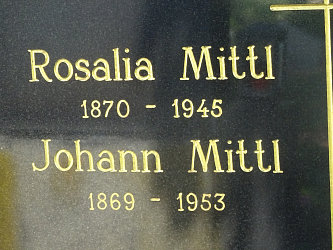 Rosalia Mittl
1870 - 1945
Johann Mittl
1869 - 1953